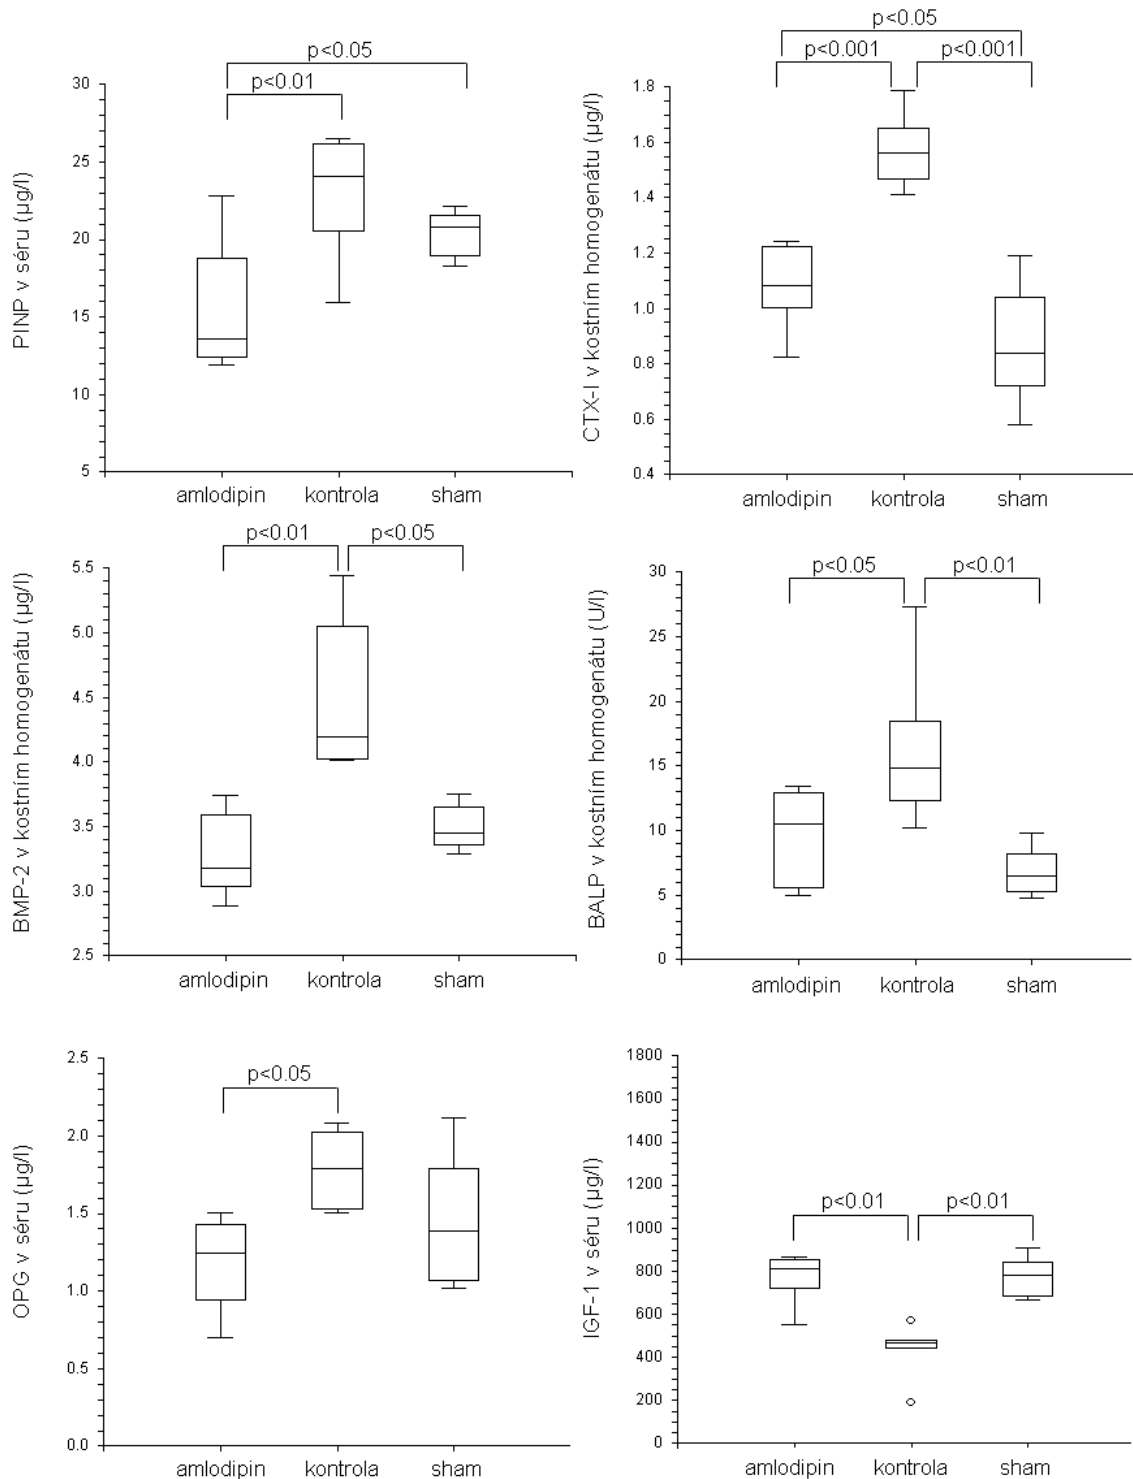 p<0.05
p<0.01
30
25
20
15
10
5
PINP v séru (µg/l)
amlodipin kontrola sham
p<0.05
p<0.001 p<0.001
1.8
1.6
1.4
1.2
1.0
0.8
0.6
0.4
CTX-I v kostním homogenátu (µg/l)
amlodipin kontrola sham
p<0.01 p<0.05
5.5
5.0
4.5
4.0
3.5
3.0
2.5
BMP-2 v kostním homogenátu (µg/l)
amlodipin kontrola sham
p<0.05 p<0.01
30
25
20
15
10
5
0
BALP v kostním homogenátu (U/l)
amlodipin kontrola sham
p<0.05
2.5
2.0
1.5
1.0
0.5
0.0
OPG v séru (µg/l)
amlodipin kontrola sham
p<0.01 p<0.01
1800
1600
1400
1200
1000
800
600
400
200
0
IGF-1 v séru (µg/l)
amlodipin kontrola sham